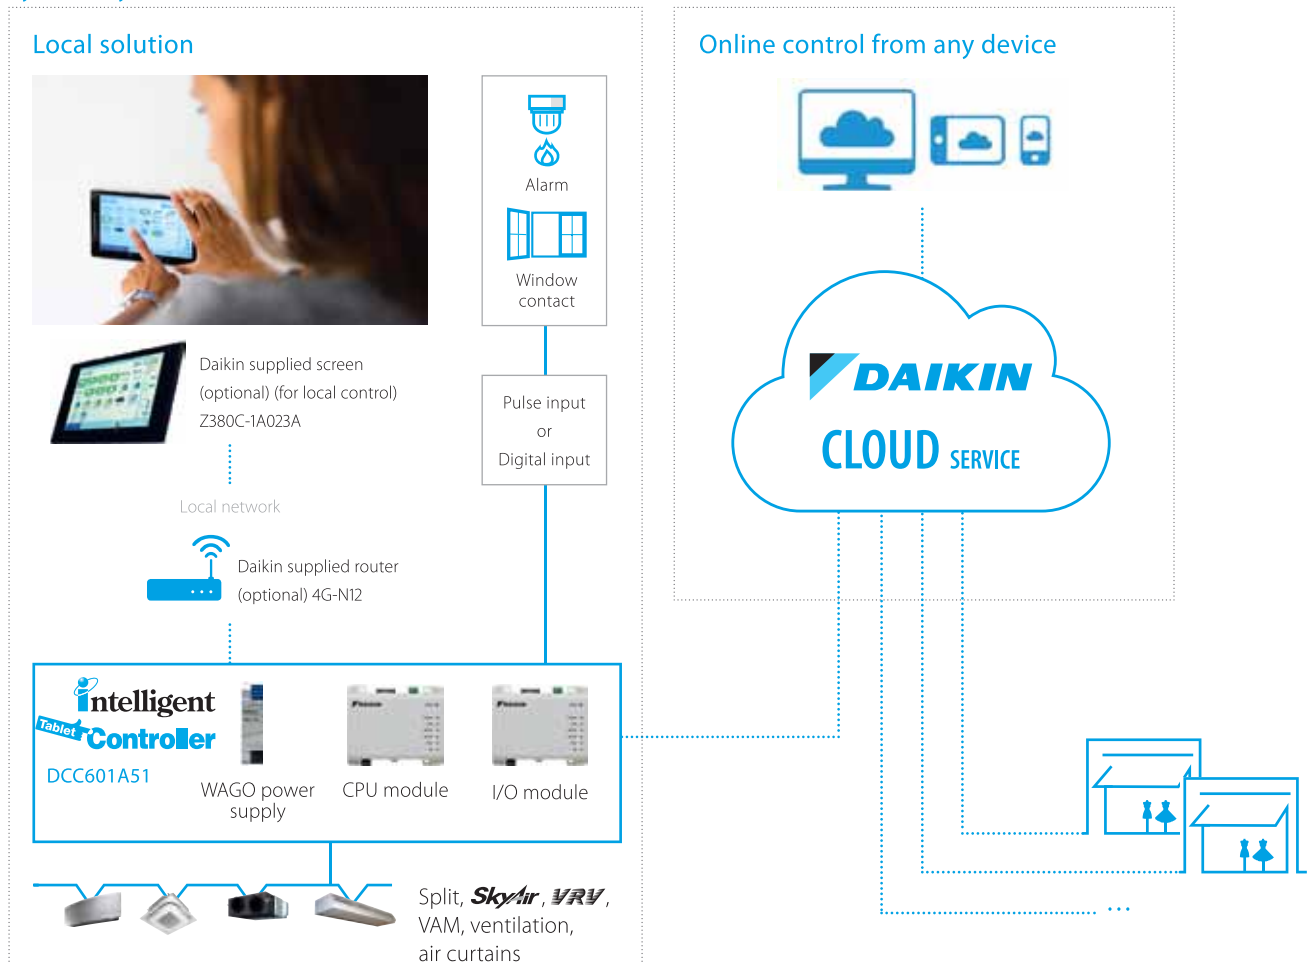 Local solution
Alarm
Window
contact
Daikin supplied screen
(optional) (for local control)
Z380C-1A023A
Pulse input
or
Digital input
Local network
Daikin supplied router
(optional) 4G-N12
intelligent
Tablet Controller
DCC601A51
WAGO power
supply
CPU module
I/O module
Split, SkyAir, VRV,
VAM, ventilation,
air curtains
Online control from any device
DAIKIN
CLOUD SERVICE
...